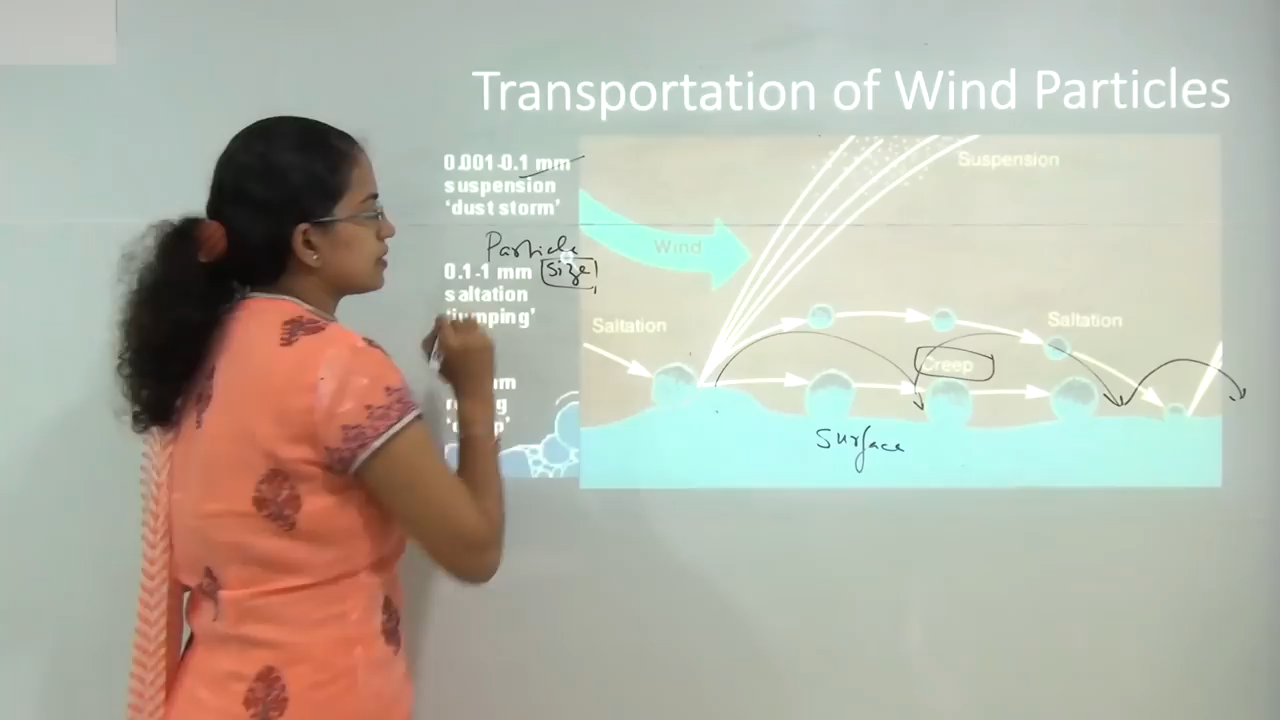 Transportation of Wind Particles
0.001-0.1 mm
suspension
'dust storm'
Particle
size
0.1-1 mm
saltation
'jumping'
mm
Suspension
Wind
Saltation
Saltation
Creep
Surface